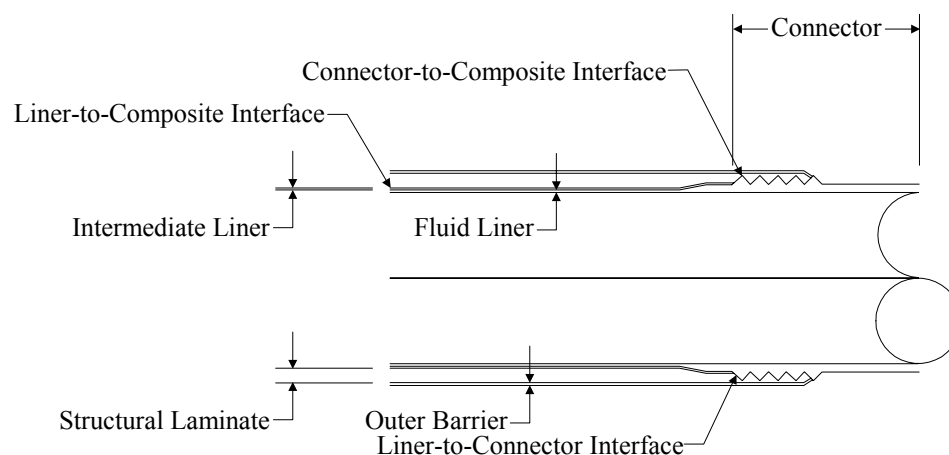 Connector
Connector-to-Composite Interface
Liner-to-Composite Interface
Intermediate Liner
Fluid Liner
Structural Laminate
Outer Barrier
Liner-to-Connector Interface